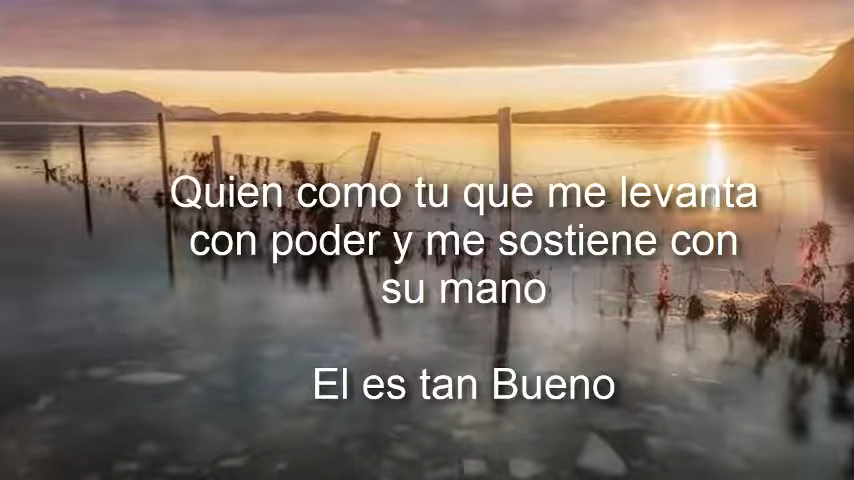 Quien como tu que me levanta
con poder y me sostiene con
su mano
El es tan Bueno